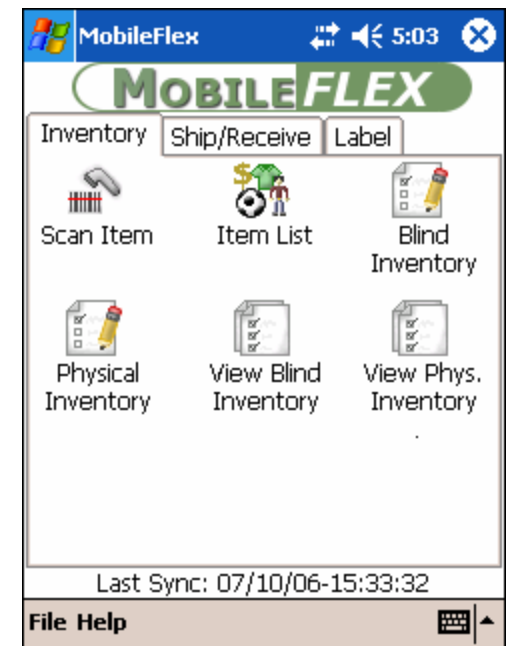 MobileFlex 5:03
MOBILEFLEX
Inventory Ship/Receive Label
Scan Item Item List Blind Inventory
Physical Inventory View Blind Inventory View Phys. Inventory
.
Last Sync: 07/10/06-15:33:32
File Help